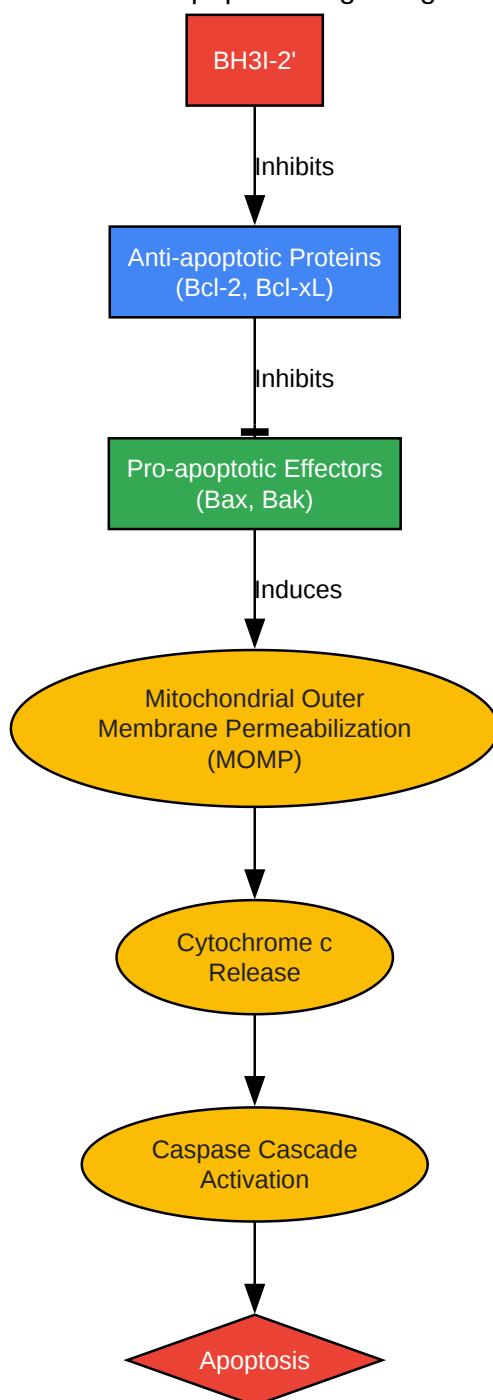 BH3I-2'
Inhibits
Anti-apoptotic Proteins
(Bcl-2, Bcl-xL)
Inhibits
Pro-apoptotic Effectors
(Bax, Bak)
Induces
Mitochondrial Outer
Membrane Permeabilization
(MOMP)
Cytochrome c
Release
Caspase Cascade
Activation
Apoptosis